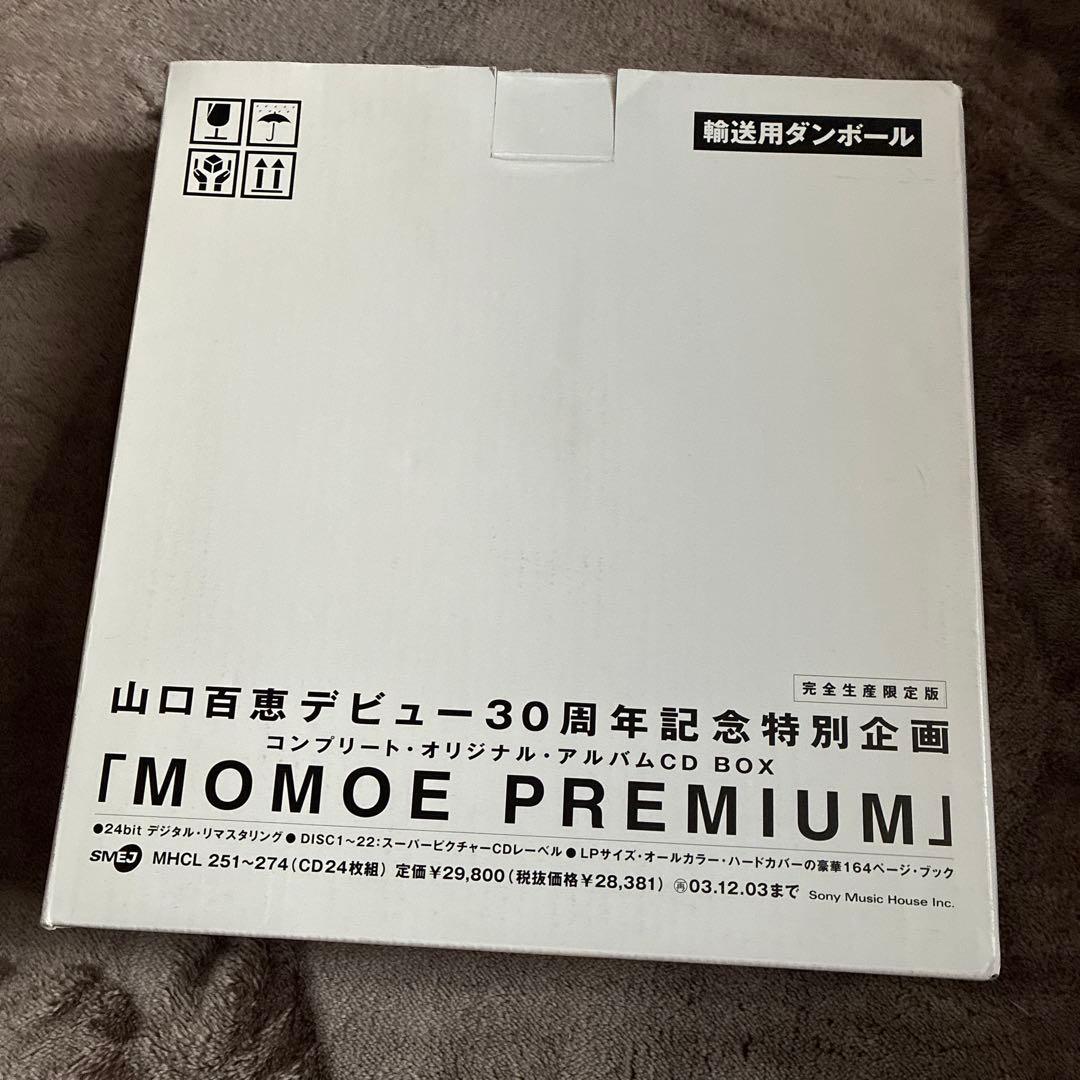 輸送用ダンボール
完全生産限定版
山口百恵デビュー30周年記念特別企画
コンプリート・オリジナル・アルバムCD BOX
「MOMOE PREMIUM」
●24bit デジタル・リマスタリング●DISC1～22:スーパーピクチャーCDレーベル●LPサイズ・オールカラー・ハードカバーの豪華164ページ・ブック
SMEJ MHCL 251～274(CD24枚組) 定価¥29,800(税抜価格¥28,381) 再03.12.03まで Sony Music House Inc.